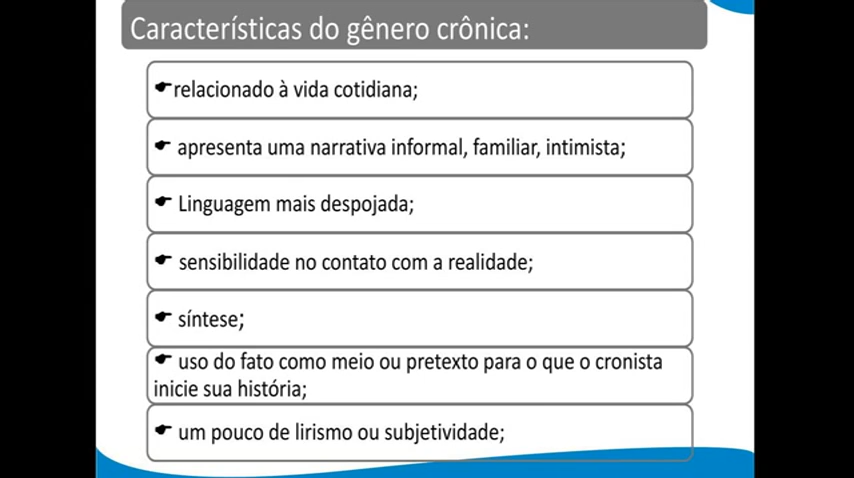 Características do gênero crônica:
☛relacionado à vida cotidiana;
☛ apresenta uma narrativa informal, familiar, intimista;
☛ Linguagem mais despojada;
☛ sensibilidade no contato com a realidade;
☛ síntese;
☛ uso do fato como meio ou pretexto para o que o cronista
inicie sua história;
☛ um pouco de lirismo ou subjetividade;